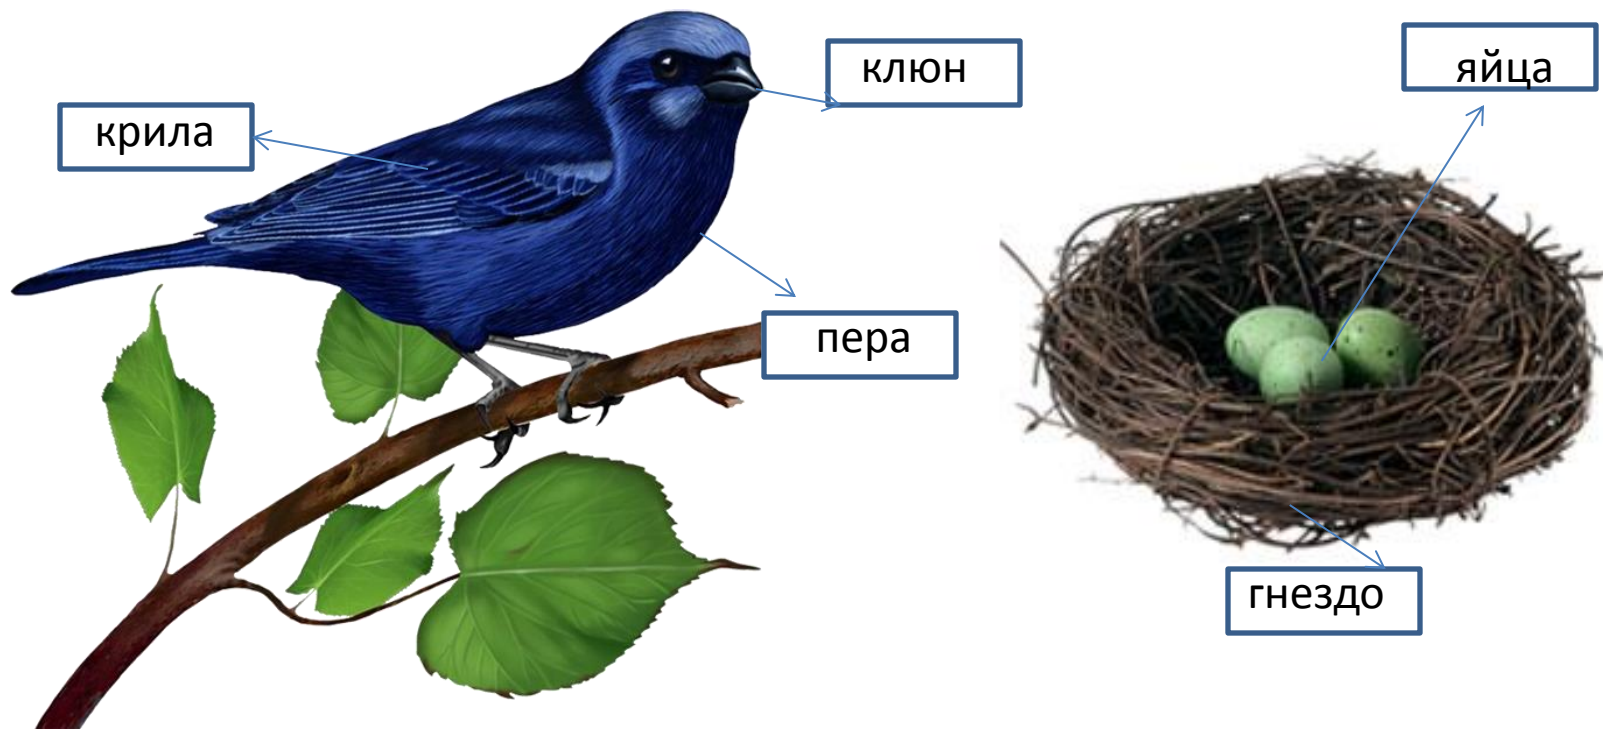 клюн
яйца
крила
пера
гнездо